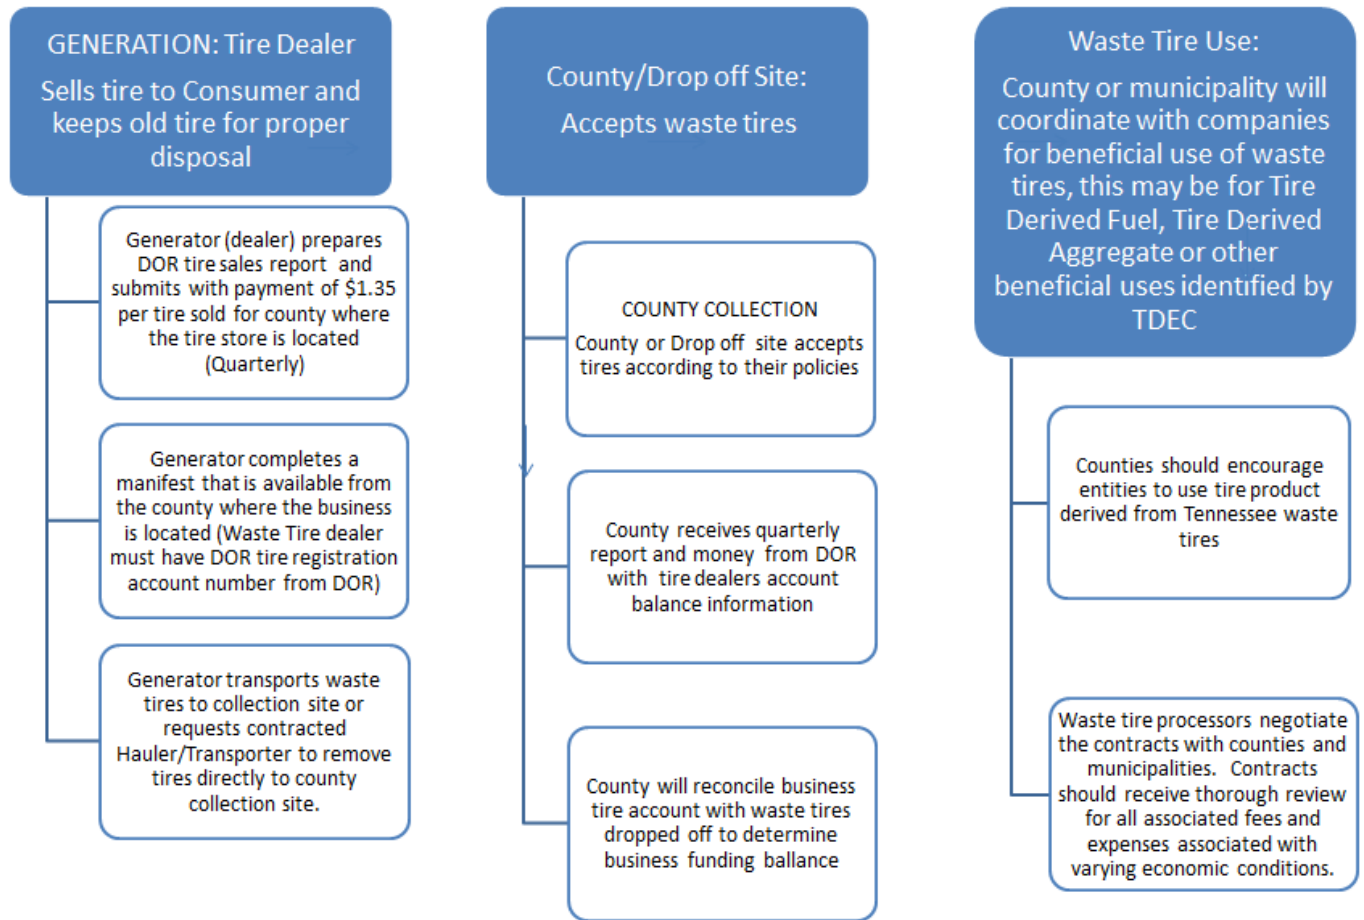 GENERATION: Tire Dealer
Sells tire to Consumer and
keeps old tire for proper
disposal
Generator (dealer) prepares
DOR tire sales report and
submits with payment of $1.35
per tire sold for county where
the tire store is located
(Quarterly)
Generator completes a
manifest that is available from
the county where the business
is located (Waste Tire dealer
must have DOR tire registration
account number from DOR)
Generator transports waste
tires to collection site or
requests contracted
Hauler/Transporter to remove
tires directly to county
collection site.
County/Drop off Site:
Accepts waste tires
COUNTY COLLECTION
County or Drop off site accepts
tires according to their policies
County receives quarterly
report and money from DOR
with tire dealers account
balance information
County will reconcile business
tire account with waste tires
dropped off to determine
business funding ballance
Waste Tire Use:
County or municipality will
coordinate with companies
for beneficial use of waste
tires, this may be for Tire
Derived Fuel, Tire Derived
Aggregate or other
beneficial uses identified by
TDEC
Counties should encourage
entities to use tire product
derived from Tennessee waste
tires
Waste tire processors negotiate
the contracts with counties and
municipalities. Contracts
should receive thorough review
for all associated fees and
expenses associated with
varying economic conditions.